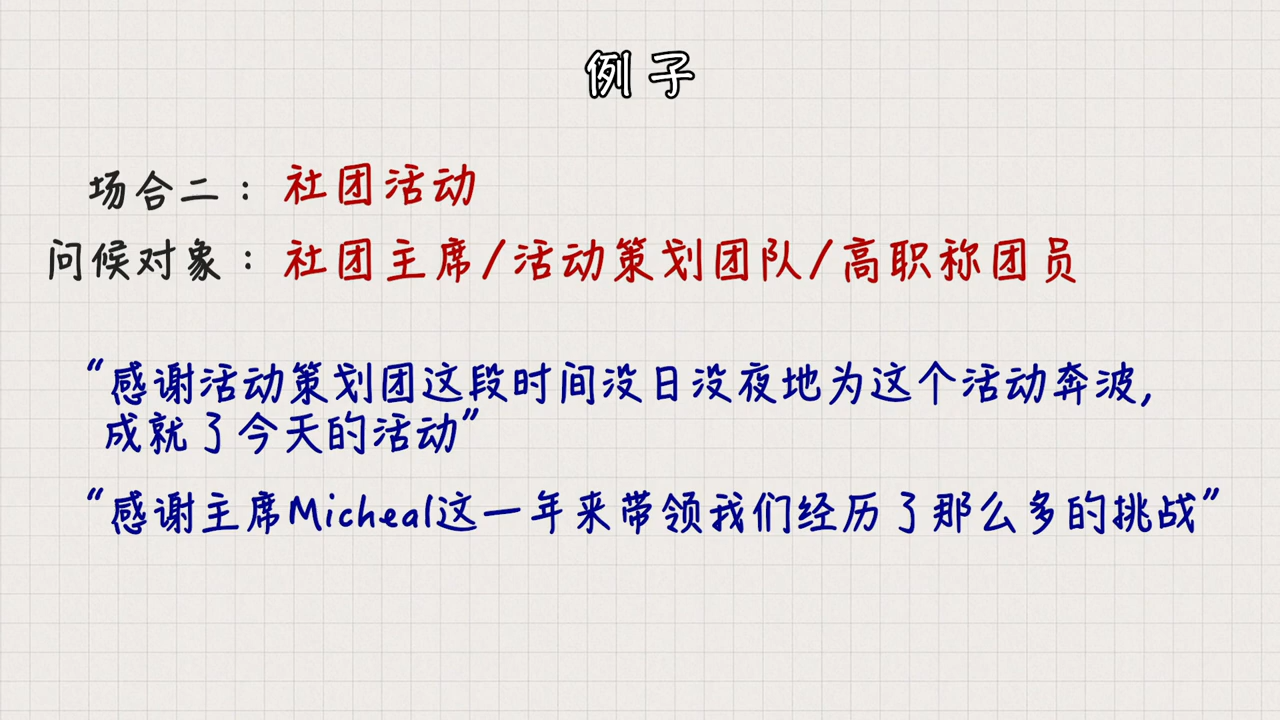 例子
场合二：社团活动
问候对象：社团主席/活动策划团队/高职称团员
“感谢活动策划团这段时间没日没夜地为这个活动奔波,
成就了今天的活动”
“感谢主席Micheal这一年来带领我们经历了那么多的挑战”